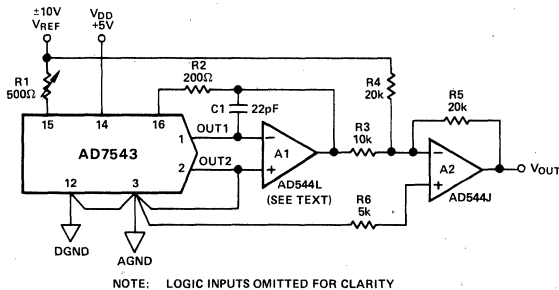 ±10V
VREF
VDD
+5V
R1
500Ω
R2
200Ω
C1
22pF
R4
20k
R5
20k
15
14
16
1
OUT1
AD7543
2
OUT2
12
3
−
+
A1
AD544L
(SEE TEXT)
R3
10k
−
+
A2
AD544J
VOUT
R6
5k
DGND
AGND
NOTE: LOGIC INPUTS OMITTED FOR CLARITY